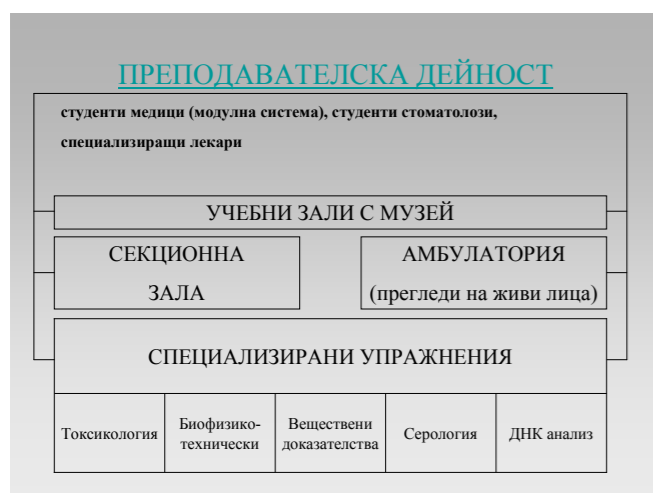 ПРЕПОДАВАТЕЛСКА ДЕЙНОСТ
студенти медици (модулна система), студенти стоматолози,
специализиращи лекари
УЧЕБНИ ЗАЛИ С МУЗЕЙ
СЕКЦИОННА
ЗАЛА
АМБУЛАТОРИЯ
(прегледи на живи лица)
СПЕЦИАЛИЗИРАНИ УПРАЖНЕНИЯ
Токсикология
Биофизико-
технически
Веществени
доказателства
Серология
ДНК анализ